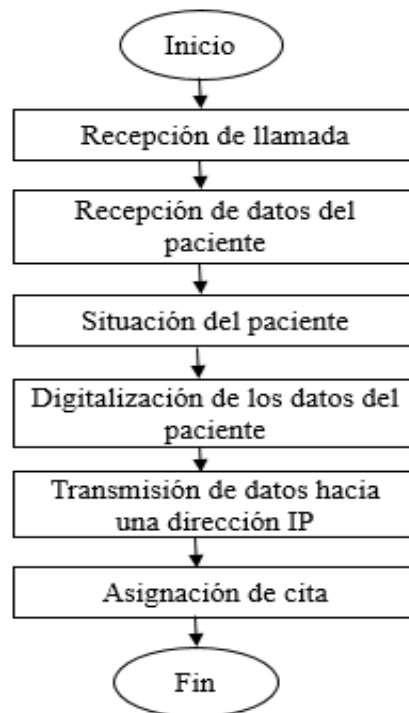 Inicio
Recepción de llamada
Recepción de datos del
paciente
Situación del paciente
Digitalización de los datos del
paciente
Transmisión de datos hacia
una dirección IP
Asignación de cita
Fin